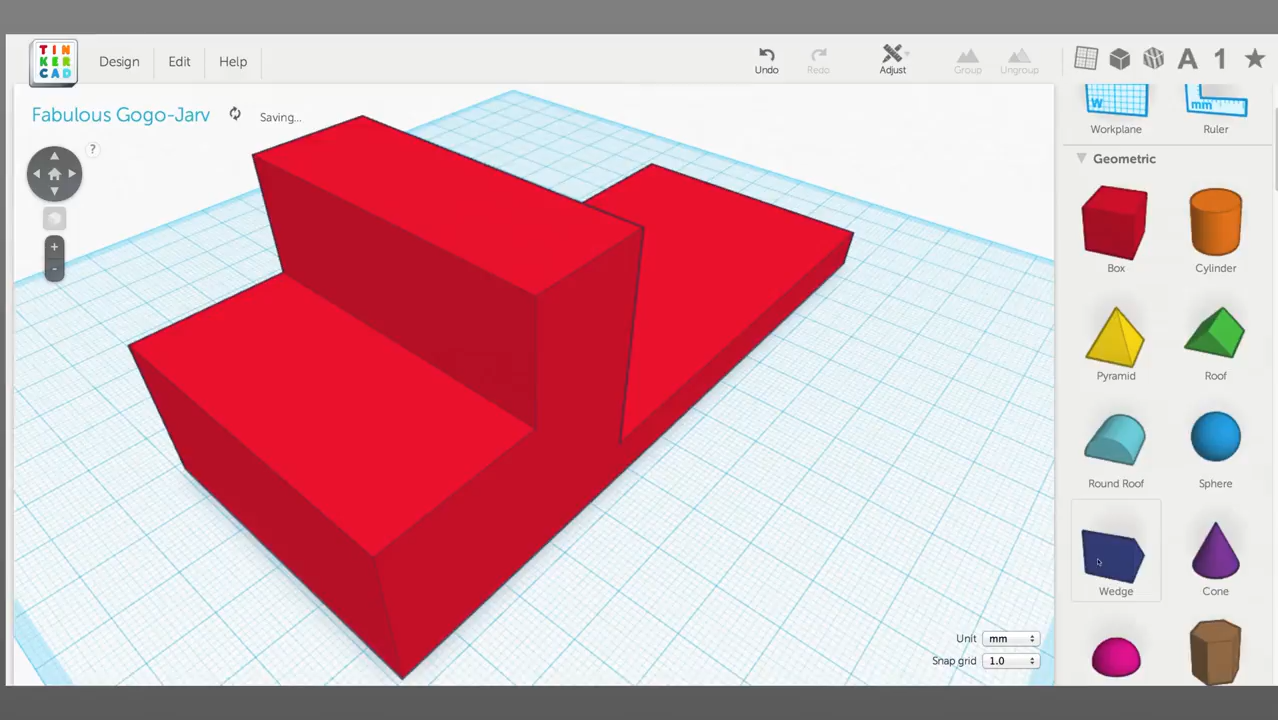 TIN
KER
CAD
Design
Edit
Help
Undo
Redo
Adjust
Group
Ungroup
A
1
Fabulous Gogo-Jarv
Saving...
?
+
-
W
mm
Workplane
Ruler
Geometric
Box
Cylinder
Pyramid
Roof
Round Roof
Sphere
Wedge
Cone
Unit
mm
Snap grid
1.0